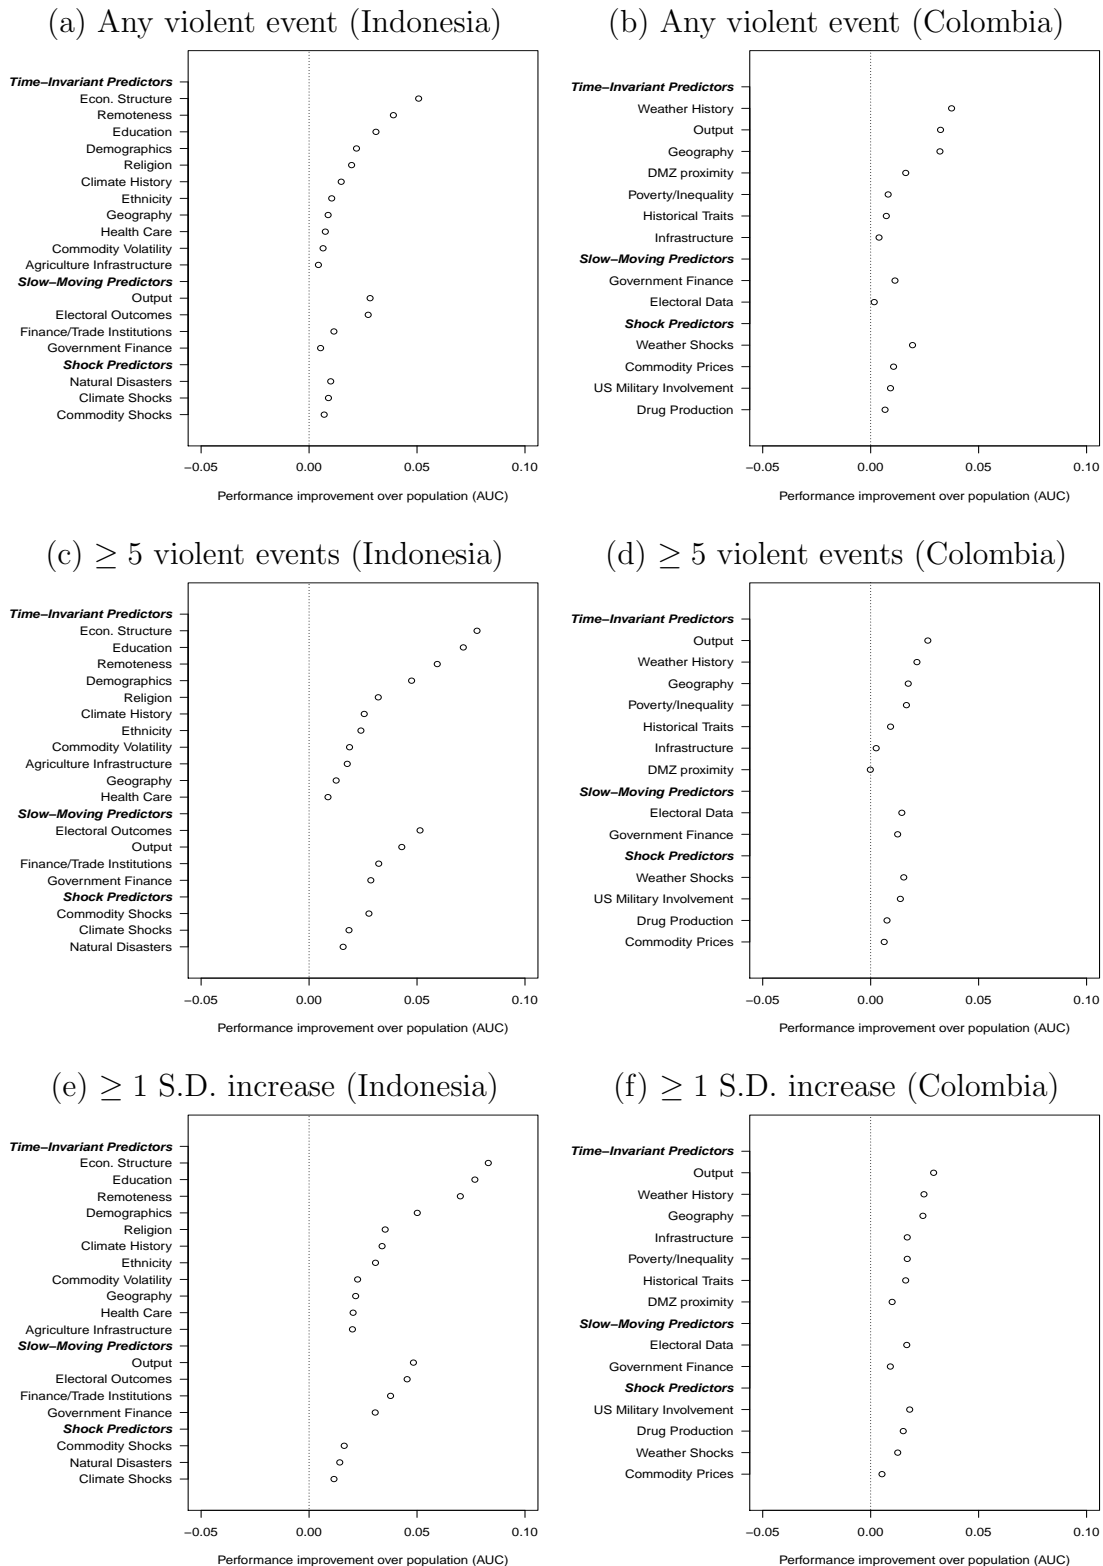 (a) Any violent event (Indonesia)
Time−Invariant Predictors
Econ. Structure
Remoteness
Education
Demographics
Religion
Climate History
Ethnicity
Geography
Health Care
Commodity Volatility
Agriculture Infrastructure
Slow−Moving Predictors
Output
Electoral Outcomes
Finance/Trade Institutions
Government Finance
Shock Predictors
Natural Disasters
Climate Shocks
Commodity Shocks
−0.05 0.00 0.05 0.10
Performance improvement over population (AUC)
(b) Any violent event (Colombia)
Time−Invariant Predictors
Weather History
Output
Geography
DMZ proximity
Poverty/Inequality
Historical Traits
Infrastructure
Slow−Moving Predictors
Government Finance
Electoral Data
Shock Predictors
Weather Shocks
Commodity Prices
US Military Involvement
Drug Production
−0.05 0.00 0.05 0.10
Performance improvement over population (AUC)
(c) ≥ 5 violent events (Indonesia)
Time−Invariant Predictors
Econ. Structure
Education
Remoteness
Demographics
Religion
Climate History
Ethnicity
Commodity Volatility
Agriculture Infrastructure
Geography
Health Care
Slow−Moving Predictors
Electoral Outcomes
Output
Finance/Trade Institutions
Government Finance
Shock Predictors
Commodity Shocks
Climate Shocks
Natural Disasters
−0.05 0.00 0.05 0.10
Performance improvement over population (AUC)
(d) ≥ 5 violent events (Colombia)
Time−Invariant Predictors
Output
Weather History
Geography
Poverty/Inequality
Historical Traits
Infrastructure
DMZ proximity
Slow−Moving Predictors
Electoral Data
Government Finance
Shock Predictors
Weather Shocks
US Military Involvement
Drug Production
Commodity Prices
−0.05 0.00 0.05 0.10
Performance improvement over population (AUC)
(e) ≥ 1 S.D. increase (Indonesia)
Time−Invariant Predictors
Econ. Structure
Education
Remoteness
Demographics
Religion
Climate History
Ethnicity
Commodity Volatility
Geography
Health Care
Agriculture Infrastructure
Slow−Moving Predictors
Output
Electoral Outcomes
Finance/Trade Institutions
Government Finance
Shock Predictors
Commodity Shocks
Natural Disasters
Climate Shocks
−0.05 0.00 0.05 0.10
Performance improvement over population (AUC)
(f) ≥ 1 S.D. increase (Colombia)
Time−Invariant Predictors
Output
Weather History
Geography
Infrastructure
Poverty/Inequality
Historical Traits
DMZ proximity
Slow−Moving Predictors
Electoral Data
Government Finance
Shock Predictors
US Military Involvement
Drug Production
Weather Shocks
Commodity Prices
−0.05 0.00 0.05 0.10
Performance improvement over population (AUC)